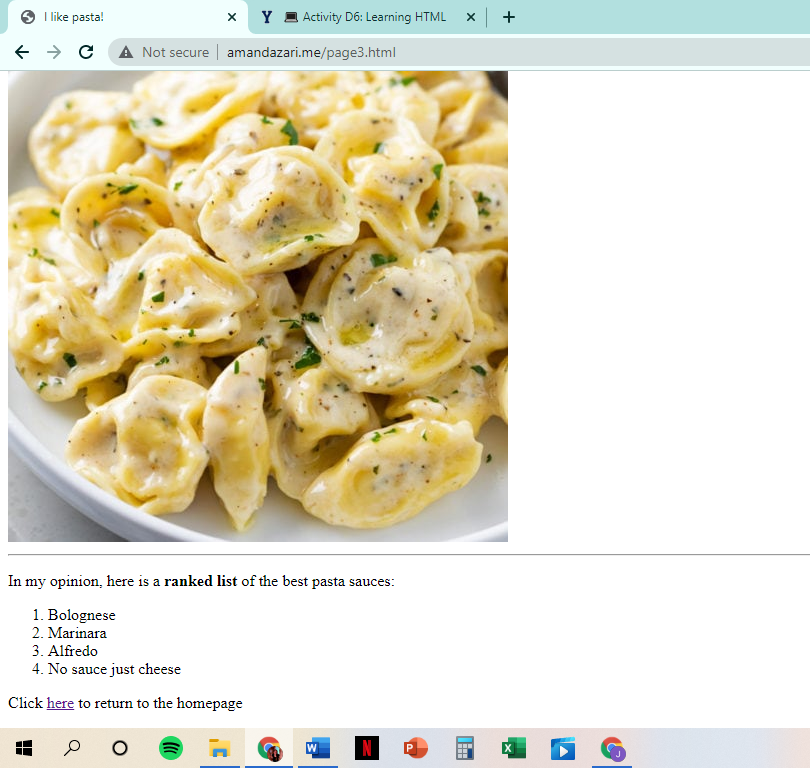 I like pasta!
Y Activity D6: Learning HTML
Not secure amandazari.me/page3.html
In my opinion, here is a ranked list of the best pasta sauces:
1. Bolognese
2. Marinara
3. Alfredo
4. No sauce just cheese
Click here to return to the homepage
W N P X J